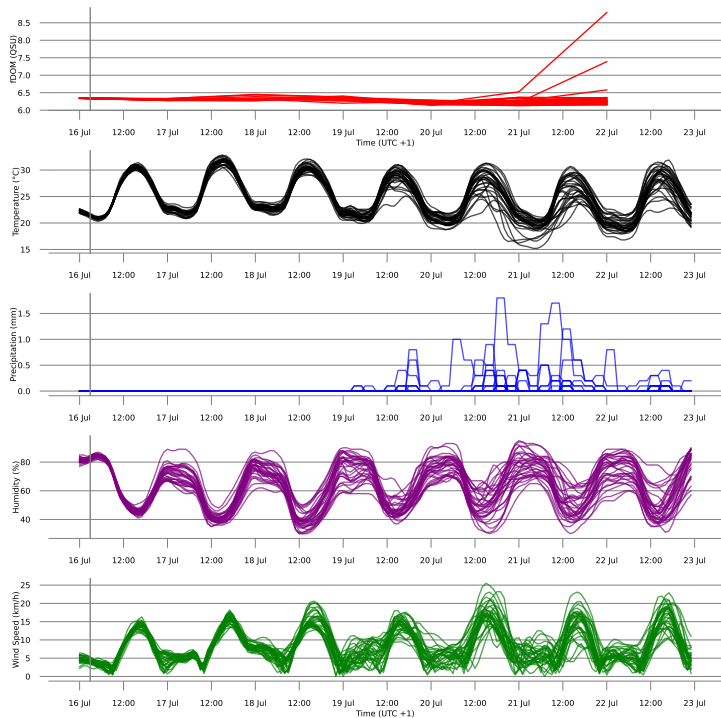 fDOM (QSU)
8.5
8.0
7.5
7.0
6.5
6.0
16 Jul 12:00 17 Jul 12:00 18 Jul 12:00 19 Jul 12:00 20 Jul 12:00 21 Jul 12:00 22 Jul 12:00 23 Jul
Time (UTC +1)
Temperature (°C)
30
25
20
15
16 Jul 12:00 17 Jul 12:00 18 Jul 12:00 19 Jul 12:00 20 Jul 12:00 21 Jul 12:00 22 Jul 12:00 23 Jul
Precipitation (mm)
1.5
1.0
0.5
0.0
16 Jul 12:00 17 Jul 12:00 18 Jul 12:00 19 Jul 12:00 20 Jul 12:00 21 Jul 12:00 22 Jul 12:00 23 Jul
Humidity (%)
80
60
40
16 Jul 12:00 17 Jul 12:00 18 Jul 12:00 19 Jul 12:00 20 Jul 12:00 21 Jul 12:00 22 Jul 12:00 23 Jul
Wind Speed (km/h)
25
20
15
10
5
0
16 Jul 12:00 17 Jul 12:00 18 Jul 12:00 19 Jul 12:00 20 Jul 12:00 21 Jul 12:00 22 Jul 12:00 23 Jul
Time (UTC +1)